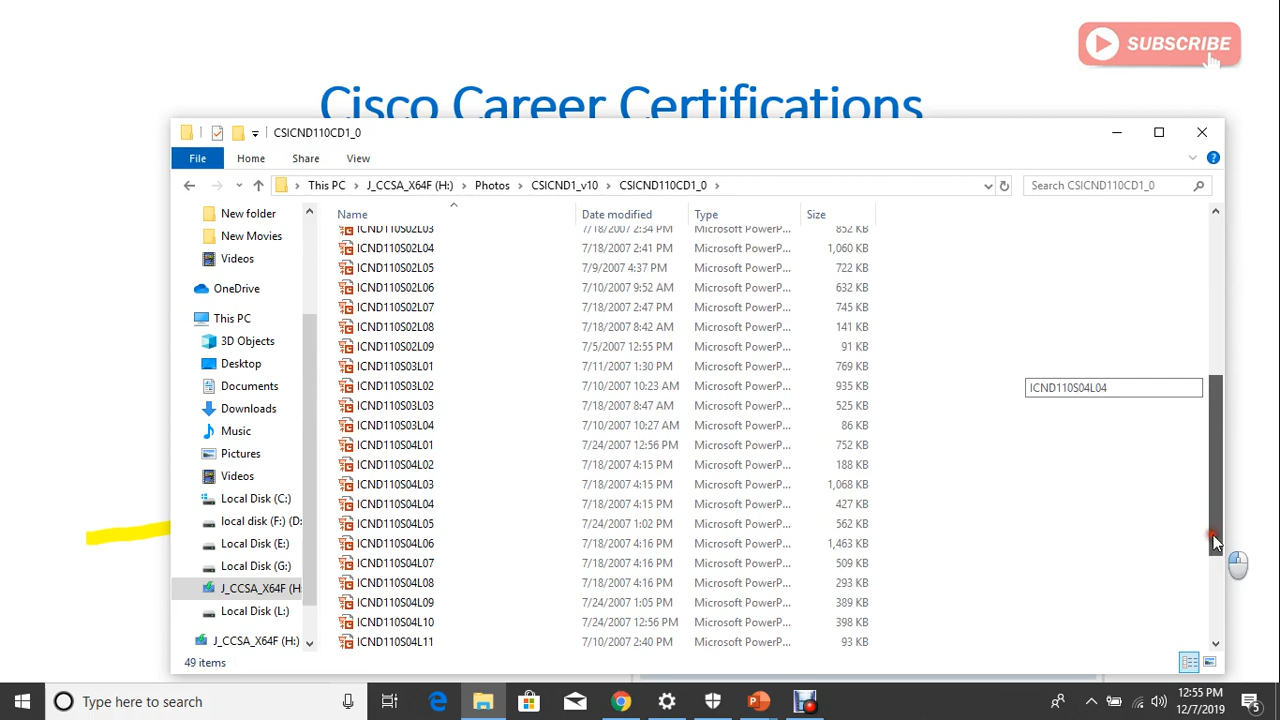 SUBSCRIBE
Cisco Career Certifications
CSICND110CD1_0
File Home Share View
This PC J_CCSA_X64F (H:) Photos CSICND1_v10 CSICND110CD1_0 Search CSICND110CD1_0
Name Date modified Type Size
New folder
New Movies
Videos
OneDrive
This PC
3D Objects
Desktop
Documents
Downloads
Music
Pictures
Videos
Local Disk (C:)
local disk (F:) (D:
Local Disk (E:)
Local Disk (G:)
J_CCSA_X64F (H:
Local Disk (L:)
J_CCSA_X64F (H:)
ICND110S02L03 7/18/2007 2:34 PM Microsoft PowerP... 852 KB
ICND110S02L04 7/18/2007 2:41 PM Microsoft PowerP... 1,060 KB
ICND110S02L05 7/9/2007 4:37 PM Microsoft PowerP... 722 KB
ICND110S02L06 7/10/2007 9:52 AM Microsoft PowerP... 632 KB
ICND110S02L07 7/18/2007 2:47 PM Microsoft PowerP... 745 KB
ICND110S02L08 7/18/2007 8:42 AM Microsoft PowerP... 141 KB
ICND110S02L09 7/5/2007 12:55 PM Microsoft PowerP... 91 KB
ICND110S03L01 7/11/2007 1:30 PM Microsoft PowerP... 769 KB
ICND110S03L02 7/10/2007 10:23 AM Microsoft PowerP... 935 KB
ICND110S03L03 7/18/2007 8:47 AM Microsoft PowerP... 525 KB
ICND110S03L04 7/10/2007 10:27 AM Microsoft PowerP... 86 KB
ICND110S04L01 7/24/2007 12:56 PM Microsoft PowerP... 752 KB
ICND110S04L02 7/18/2007 4:15 PM Microsoft PowerP... 188 KB
ICND110S04L03 7/18/2007 4:15 PM Microsoft PowerP... 1,068 KB
ICND110S04L04 7/18/2007 4:15 PM Microsoft PowerP... 427 KB
ICND110S04L05 7/24/2007 1:02 PM Microsoft PowerP... 562 KB
ICND110S04L06 7/18/2007 4:16 PM Microsoft PowerP... 1,463 KB
ICND110S04L07 7/18/2007 4:16 PM Microsoft PowerP... 509 KB
ICND110S04L08 7/18/2007 4:16 PM Microsoft PowerP... 293 KB
ICND110S04L09 7/24/2007 1:05 PM Microsoft PowerP... 389 KB
ICND110S04L10 7/24/2007 12:56 PM Microsoft PowerP... 398 KB
ICND110S04L11 7/10/2007 2:40 PM Microsoft PowerP... 93 KB
ICND110S04L04
49 items
Type here to search
12:55 PM
12/7/2019
5